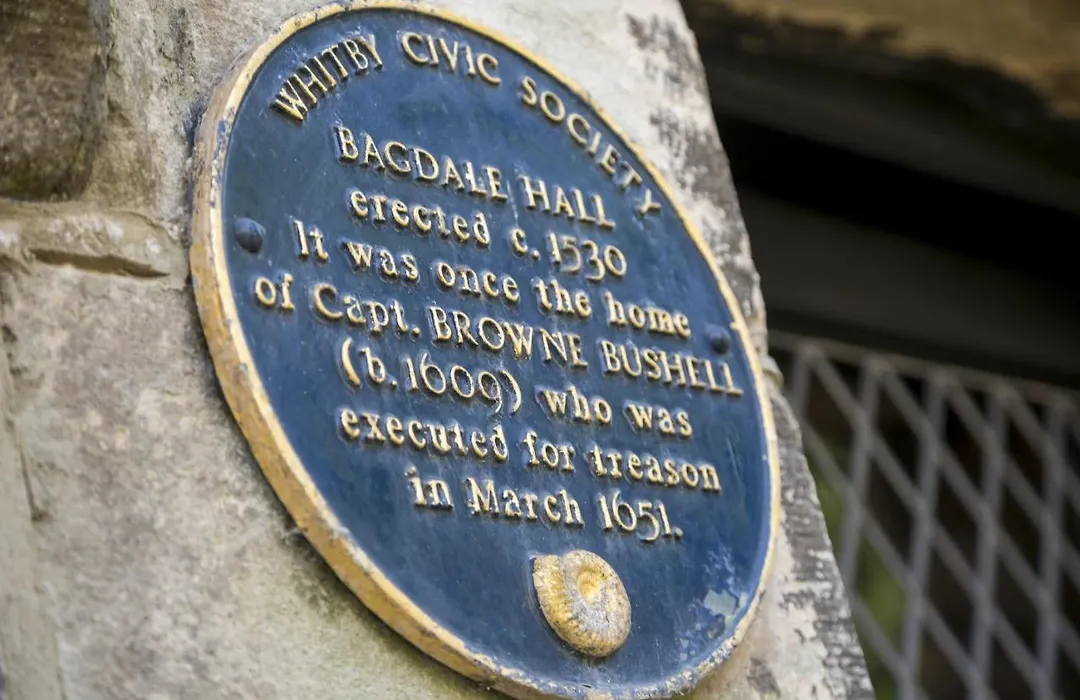 WHITBY CIVIC SOCIETY
BAGDALE HALL
erected c. 1530
It was once the home
of Capt. BROWNE BUSHELL
(b. 1609) who was
executed for treason
in March 1651.